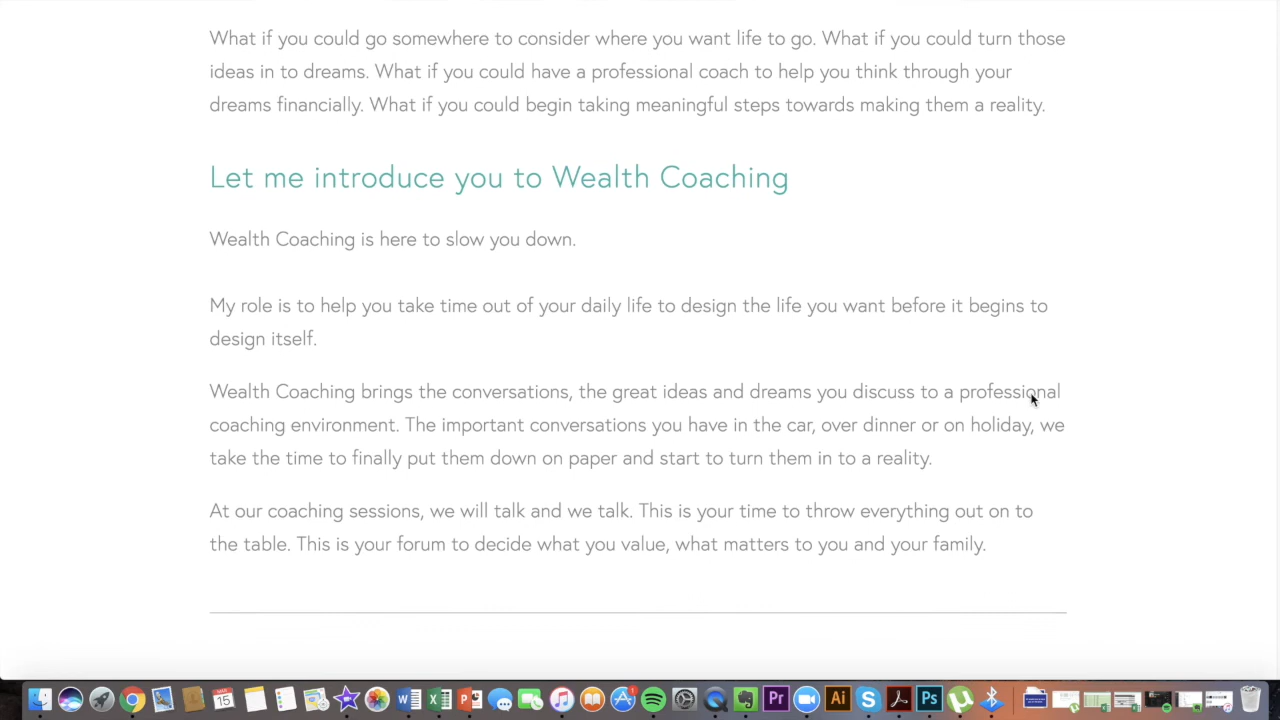 What if you could go somewhere to consider where you want life to go. What if you could turn those
ideas in to dreams. What if you could have a professional coach to help you think through your
dreams financially. What if you could begin taking meaningful steps towards making them a reality.
Let me introduce you to Wealth Coaching
Wealth Coaching is here to slow you down.
My role is to help you take time out of your daily life to design the life you want before it begins to
design itself.
Wealth Coaching brings the conversations, the great ideas and dreams you discuss to a professional
coaching environment. The important conversations you have in the car, over dinner or on holiday, we
take the time to finally put them down on paper and start to turn them in to a reality.
At our coaching sessions, we will talk and we talk. This is your time to throw everything out on to
the table. This is your forum to decide what you value, what matters to you and your family.
15
1
Pr
Ai
Ps